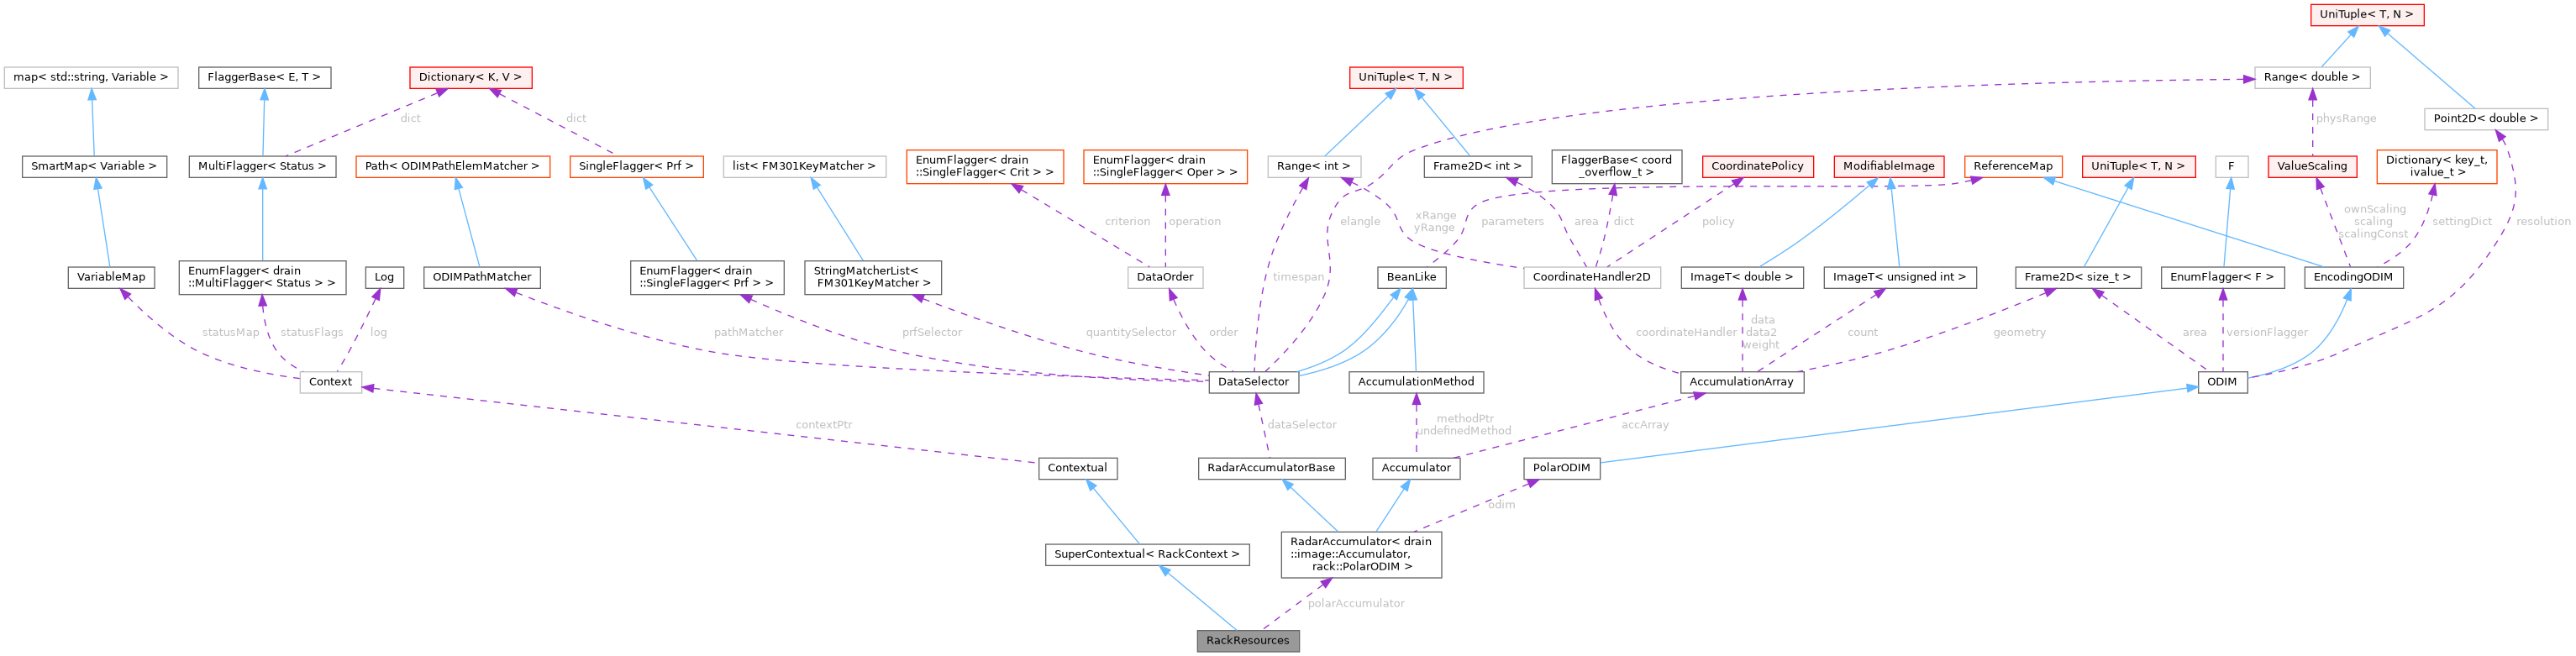 UniTuple< T, N >
map< std::string, Variable >
FlaggerBase< E, T >
Dictionary< K, V >
UniTuple< T, N >
Range< double >
dict
dict
physRange
Point2D< double >
SmartMap< Variable >
MultiFlagger< Status >
Path< ODIMPathElemMatcher >
SingleFlagger< Prf >
list< FM301KeyMatcher >
EnumFlagger< drain
::SingleFlagger< Crit > >
EnumFlagger< drain
::SingleFlagger< Oper > >
Range< int >
Frame2D< int >
FlaggerBase< coord
_overflow_t >
CoordinatePolicy
ModifiableImage
ReferenceMap
UniTuple< T, N >
F
ValueScaling
Dictionary< key_t,
ivalue_t >
criterion
operation
elangle
xRange
yRange
parameters
area
dict
policy
ownScaling
scaling
scalingConst
settingDict
resolution
VariableMap
EnumFlagger< drain
::MultiFlagger< Status > >
Log
ODIMPathMatcher
EnumFlagger< drain
::SingleFlagger< Prf > >
StringMatcherList<
FM301KeyMatcher >
DataOrder
timespan
BeanLike
CoordinateHandler2D
ImageT< double >
ImageT< unsigned int >
Frame2D< size_t >
EnumFlagger< F >
EncodingODIM
statusMap
statusFlags
log
pathMatcher
prfSelector
quantitySelector
order
coordinateHandler
data
data2
weight
count
geometry
area
versionFlagger
Context
DataSelector
AccumulationMethod
AccumulationArray
ODIM
contextPtr
dataSelector
methodPtr
undefinedMethod
accArray
Contextual
RadarAccumulatorBase
Accumulator
PolarODIM
odim
SuperContextual< RackContext >
RadarAccumulator< drain
::image::Accumulator,
rack::PolarODIM >
polarAccumulator
RackResources